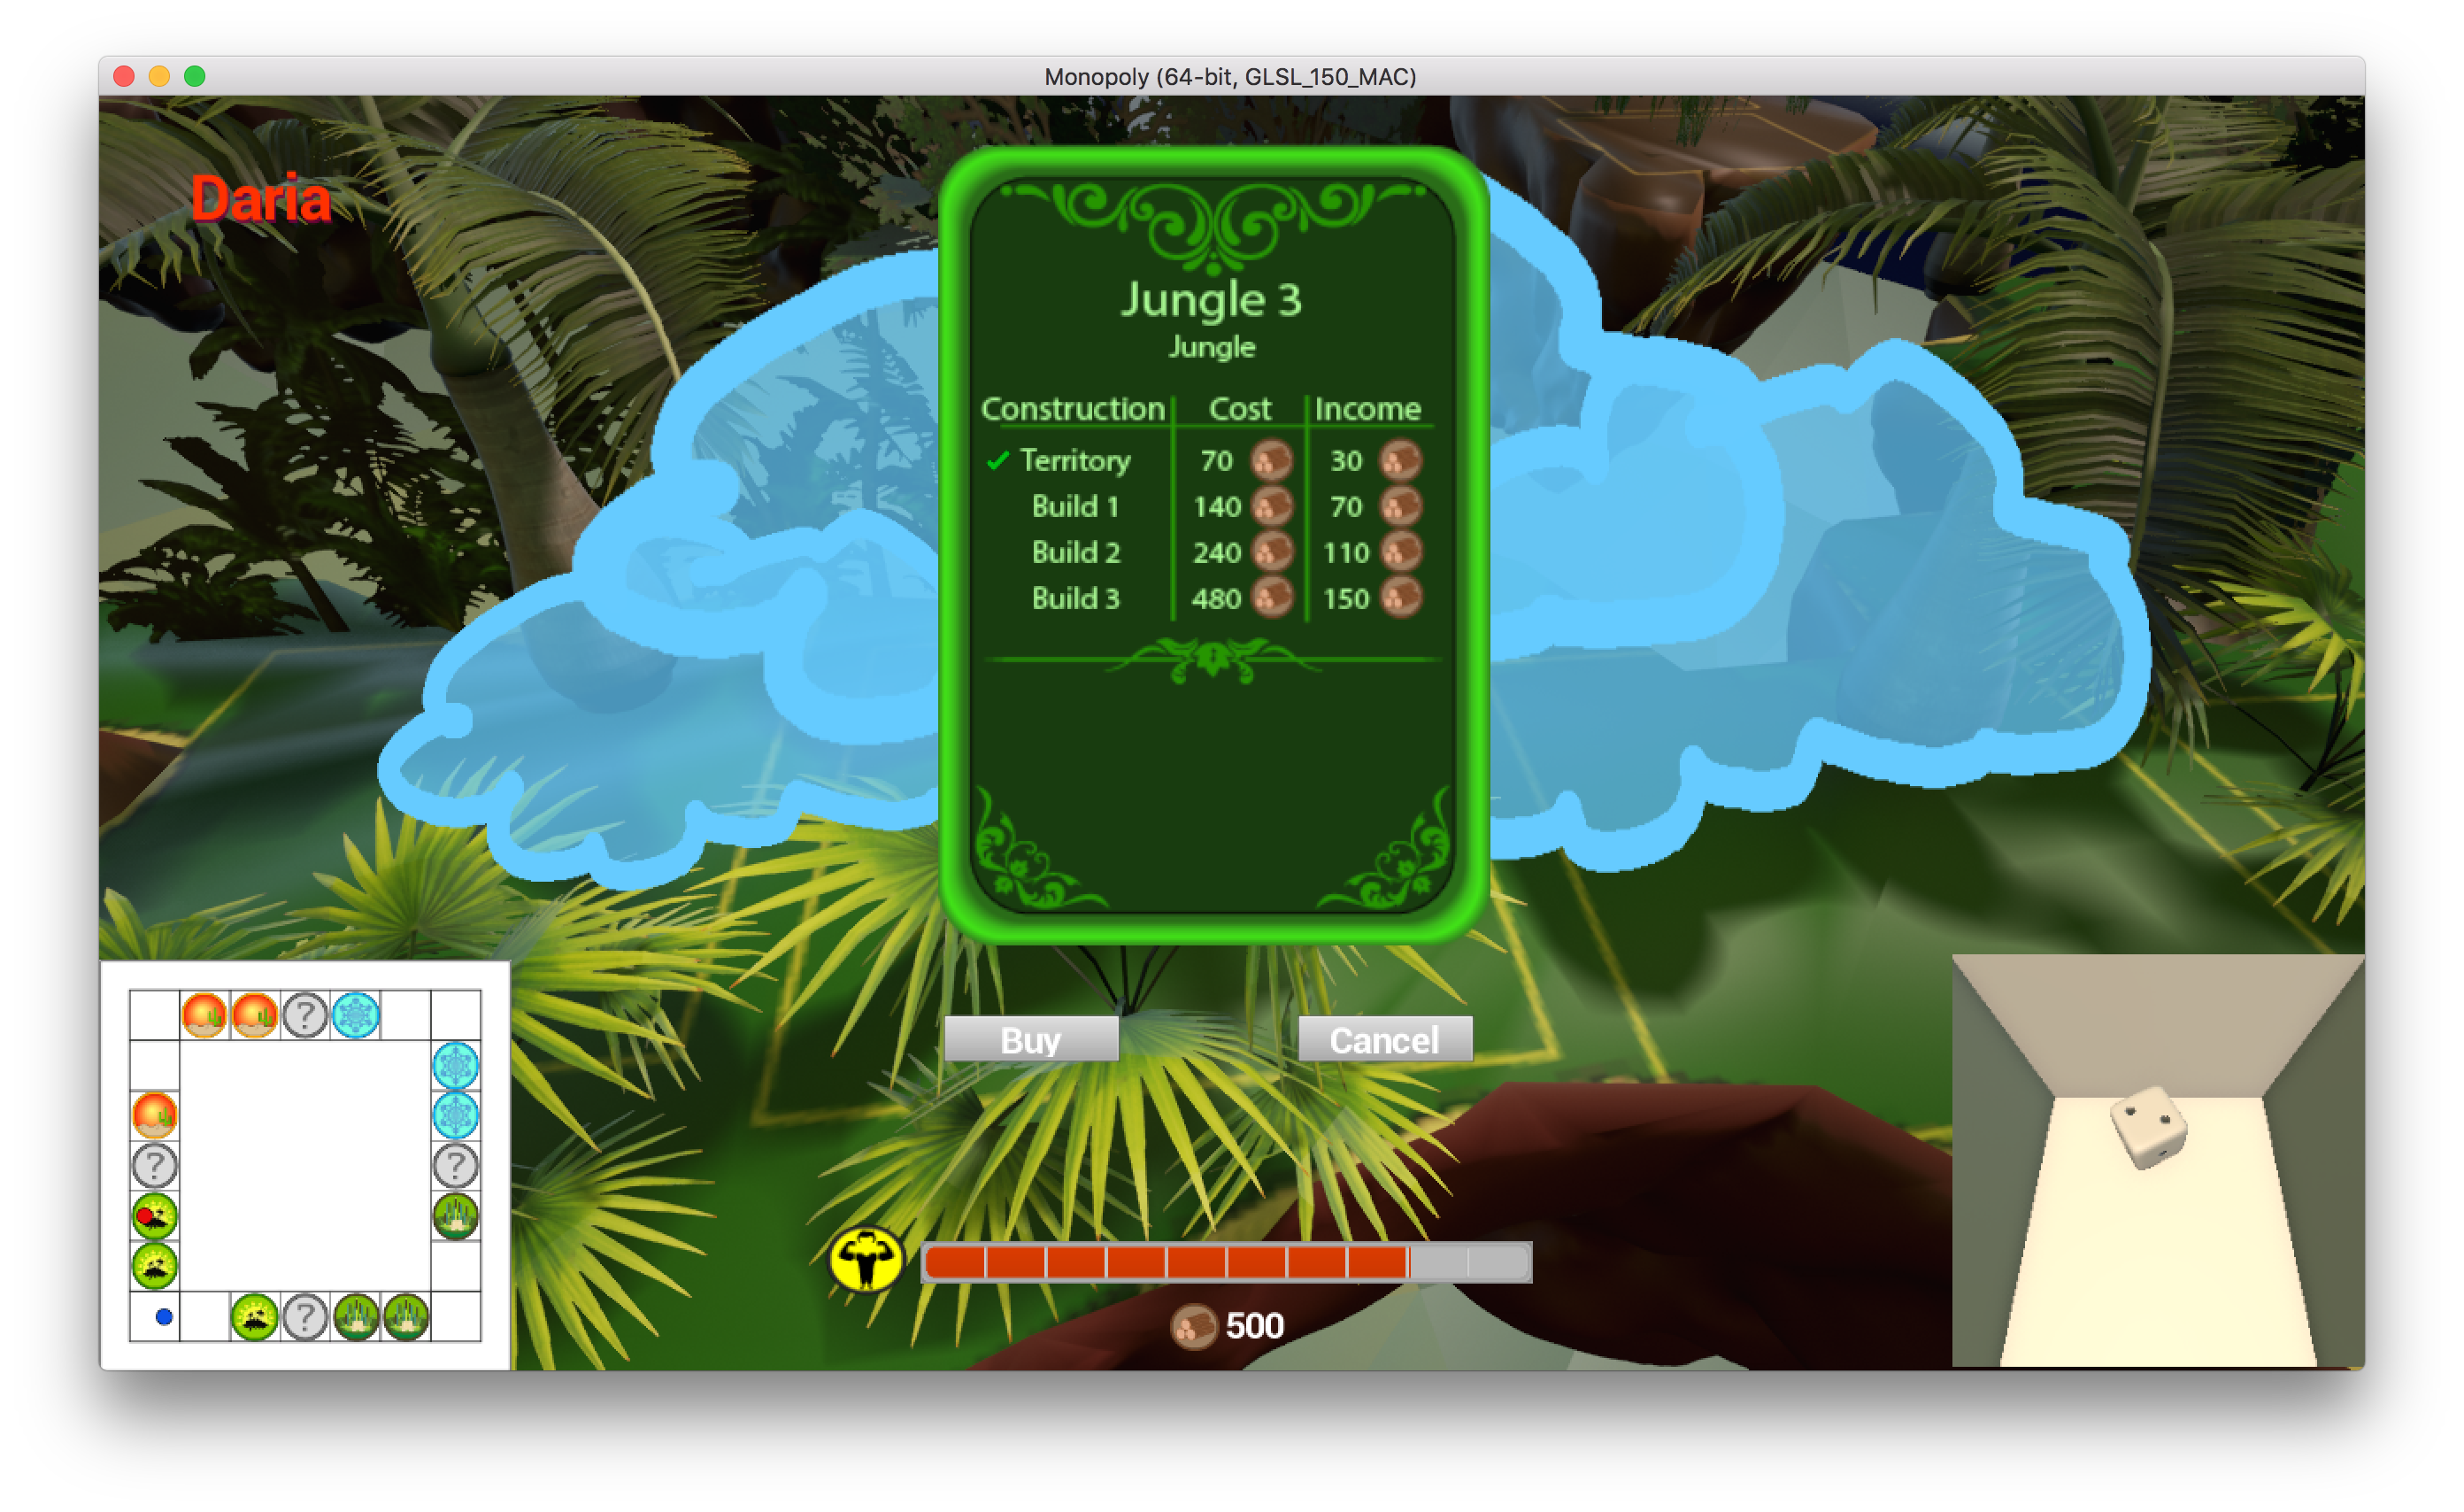 Monopoly (64-bit, GLSL_150_MAC)
Daria
Jungle 3
Jungle
Construction Cost Income
Territory 70 30
Build 1 140 70
Build 2 240 110
Build 3 480 150
Buy Cancel
?
? ?
?
500